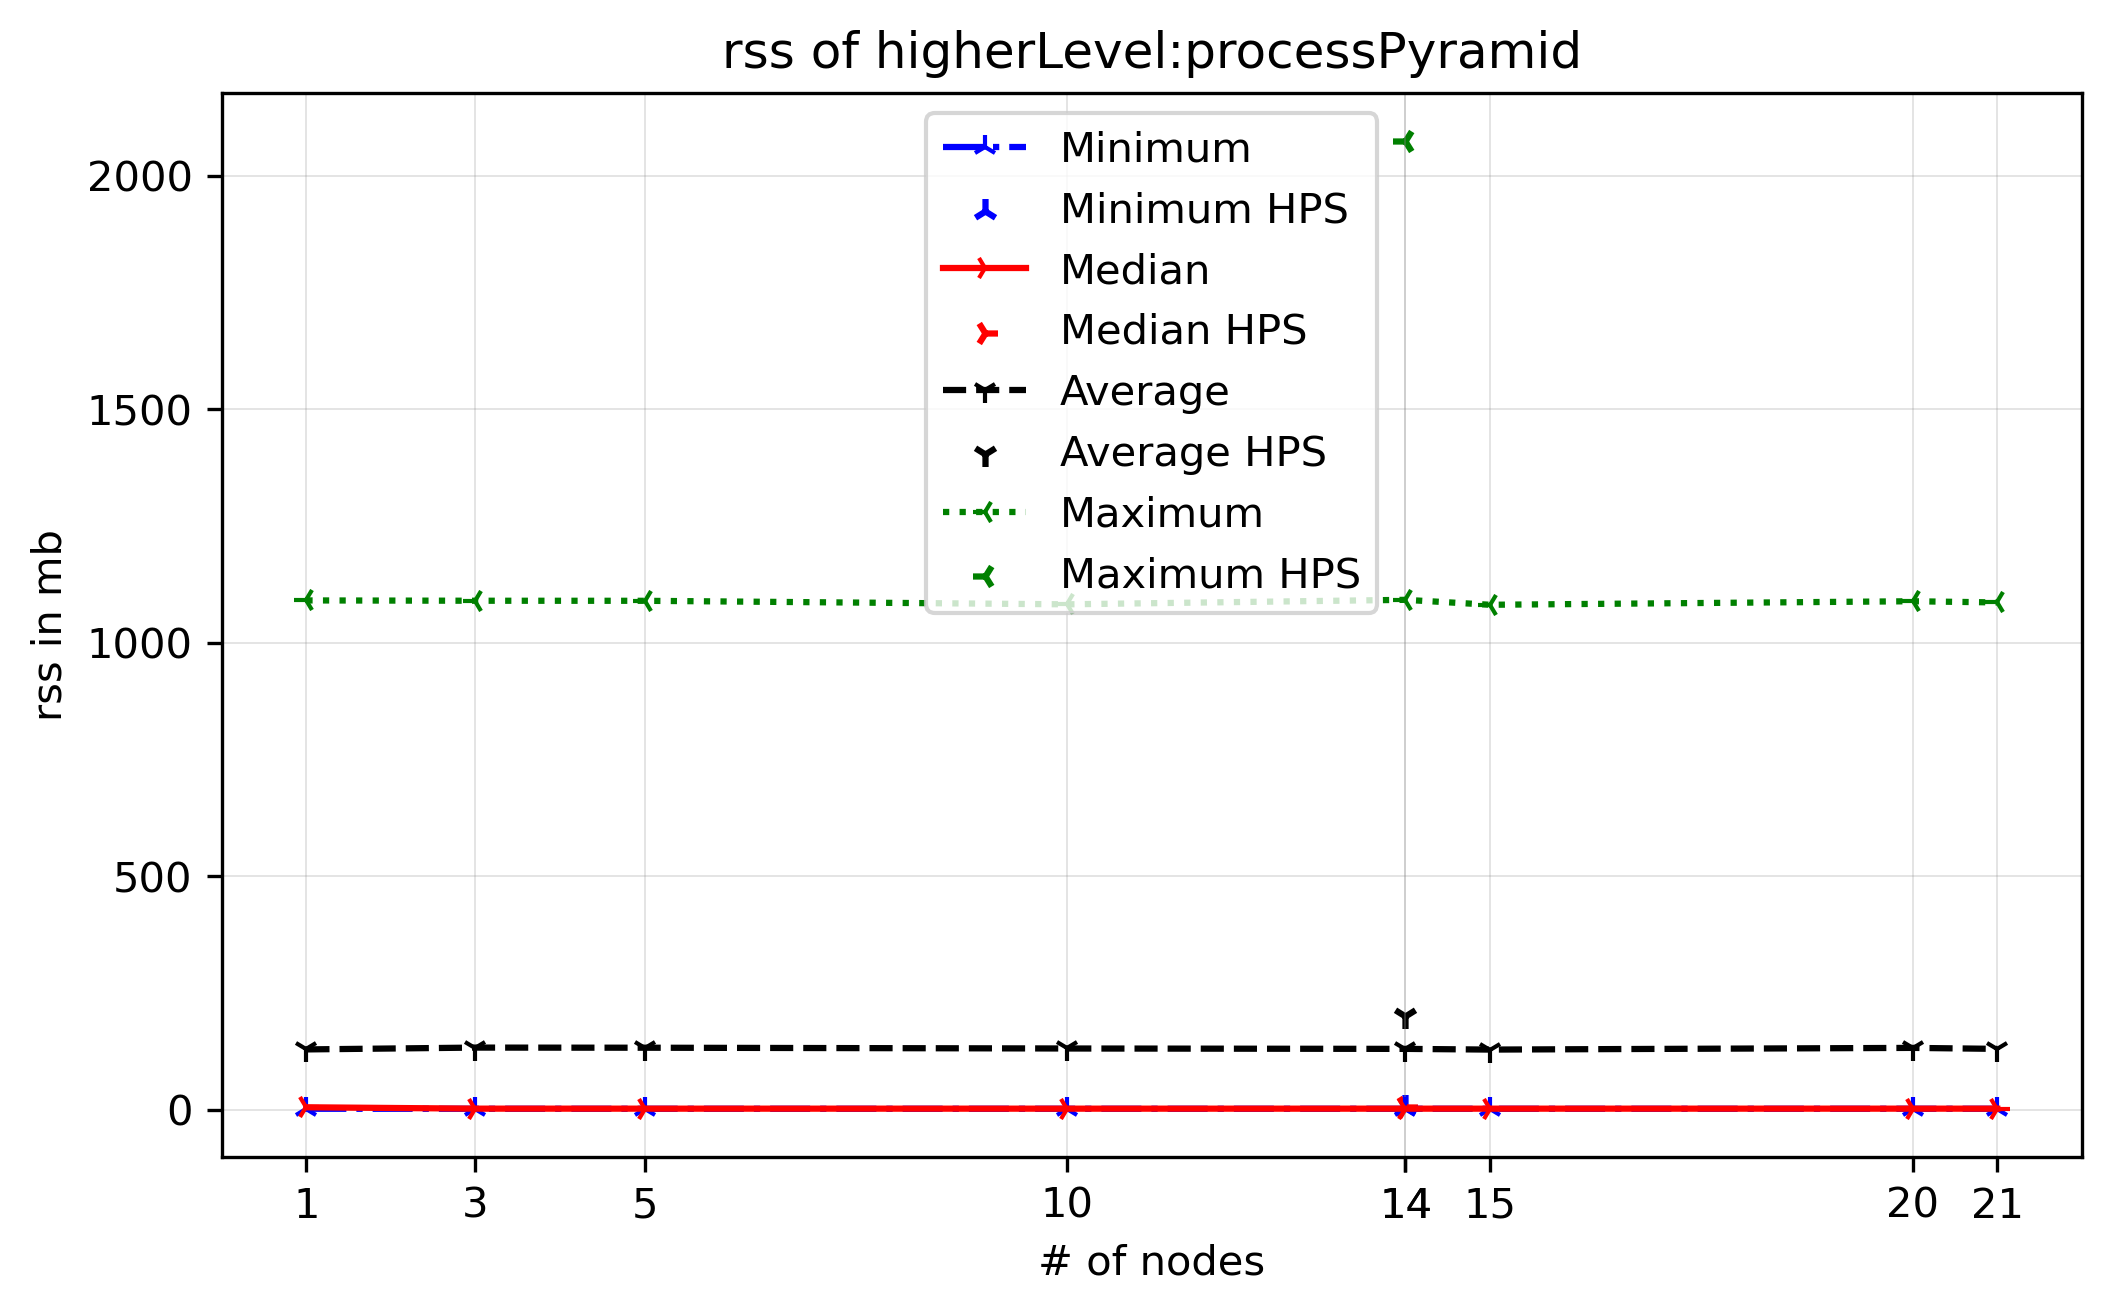 rss of higherLevel:processPyramid
Minimum
Minimum HPS
Median
Median HPS
Average
Average HPS
Maximum
Maximum HPS
rss in mb
2000
1500
1000
500
0
1 3 5 10 14 15 20 21
# of nodes